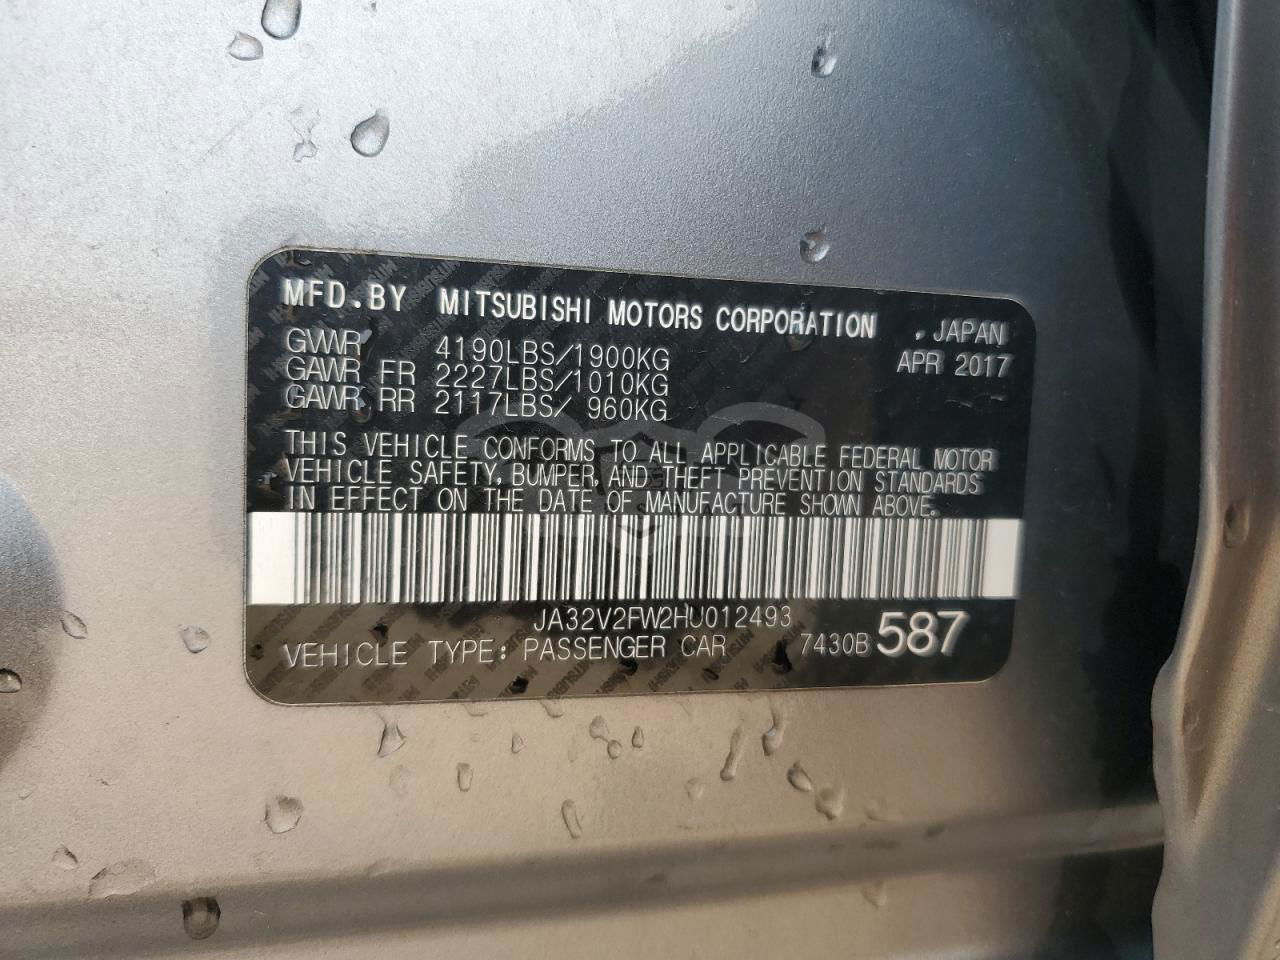 MFD.BY MITSUBISHI MOTORS CORPORATION , JAPAN
GVWR 4190LBS/1900KG APR 2017
GAWR FR 2227LBS/1010KG
GAWR RR 2117LBS/ 960KG
THIS VEHICLE CONFORMS TO ALL APPLICABLE FEDERAL MOTOR
VEHICLE SAFETY, BUMPER, AND THEFT PREVENTION STANDARDS
IN EFFECT ON THE DATE OF MANUFACTURE SHOWN ABOVE.
JA32V2FW2HU012493
VEHICLE TYPE: PASSENGER CAR 7430B 587